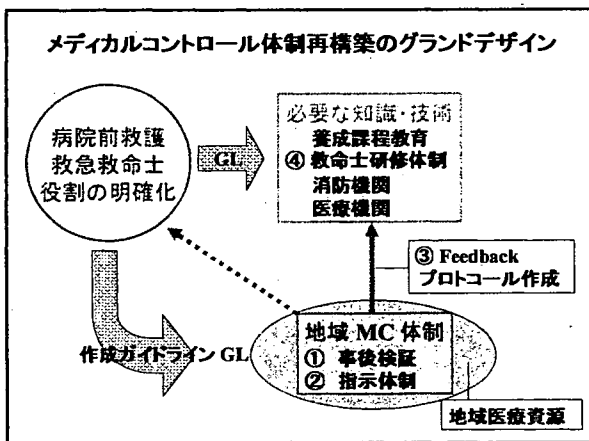 メディカルコントロール体制再構築のグランドデザイン
病院前救護
救急救命士
役割の明確化
GL
必要な知識・技術
養成課程教育
④ 救命士研修体制
消防機関
医療機関
③ Feedback
プロトコール作成
作成ガイドライン GL
地域 MC 体制
① 事後検証
② 指示体制
地域医療資源